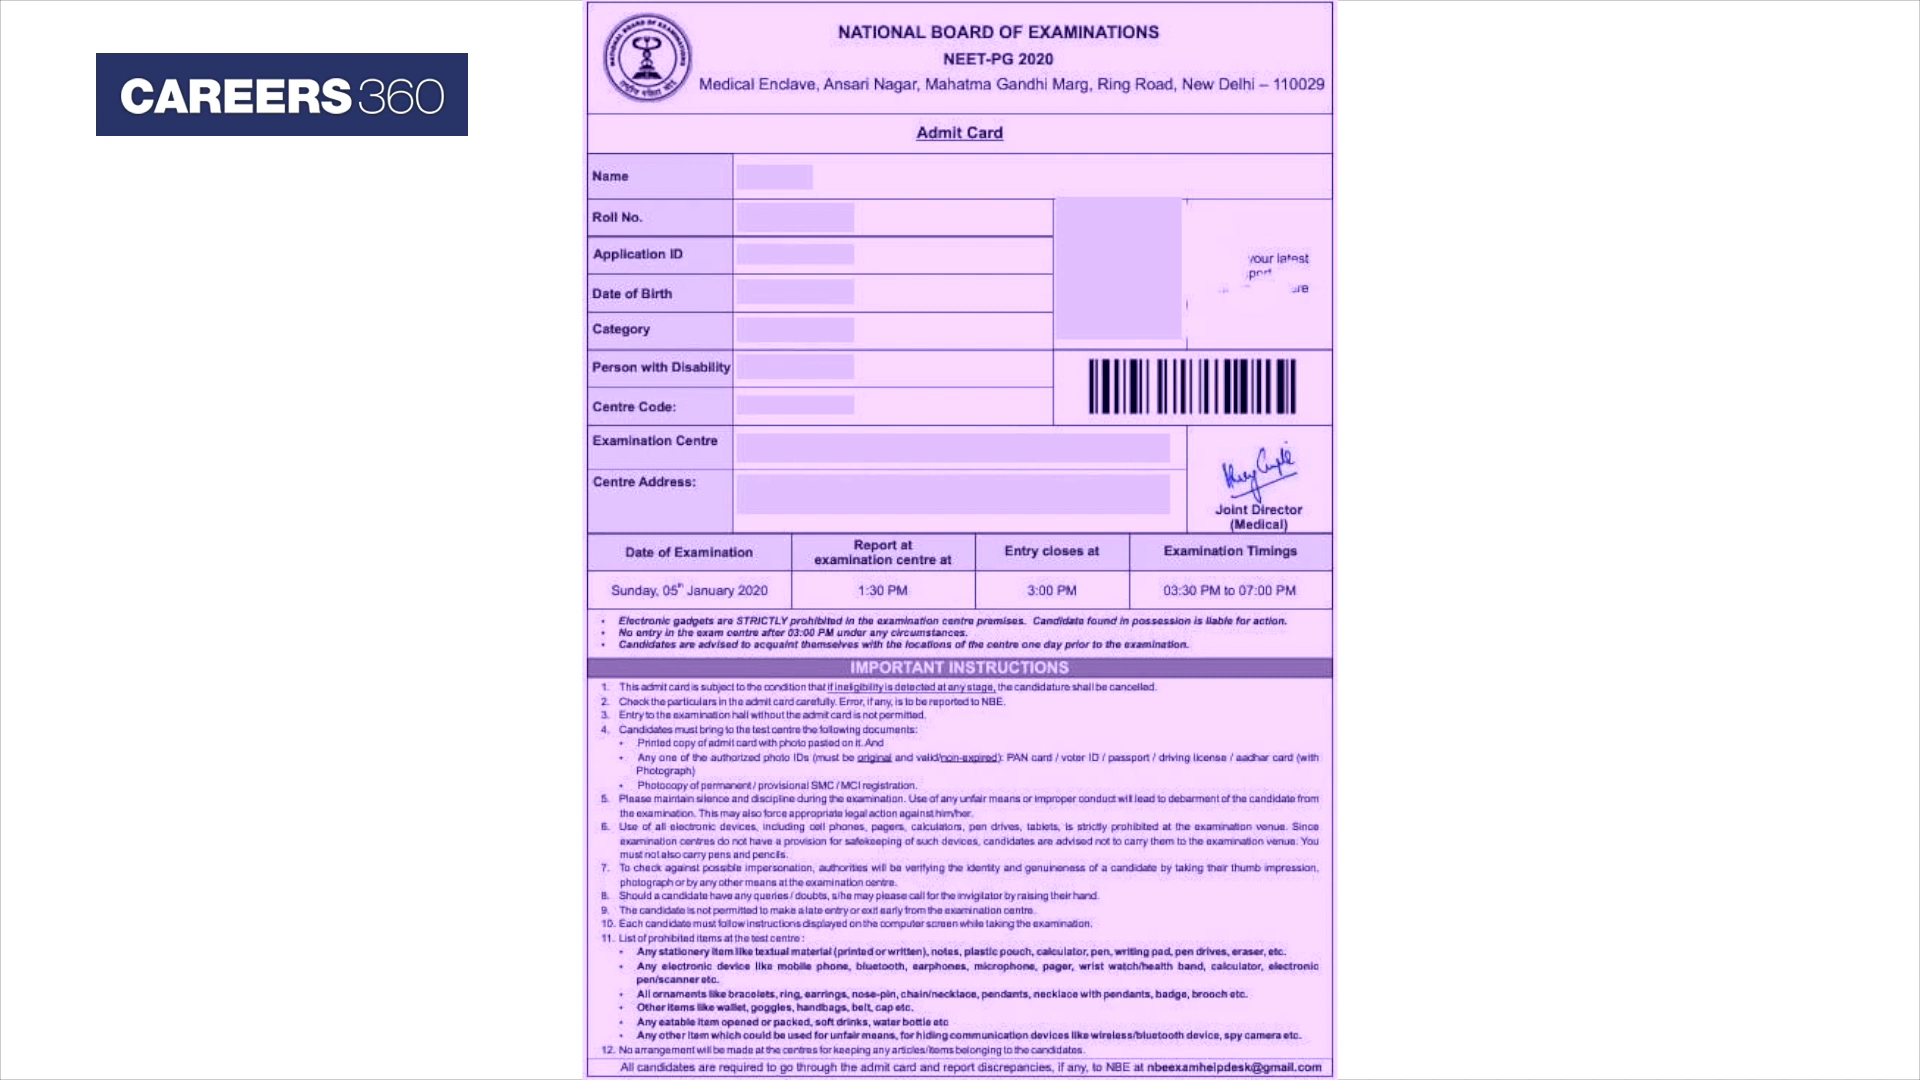 CAREERS360
NATIONAL BOARD OF EXAMINATIONS
NEET-PG 2020
Medical Enclave, Ansari Nagar, Mahatma Gandhi Marg, Ring Road, New Delhi – 110029
Admit Card
Name
Roll No.
Application ID
Date of Birth
Category
your latest
Person with Disability
Centre Code:
Examination Centre
Centre Address:
Joint Director
(Medical)
Date of Examination
Report at
examination centre at
Entry closes at
Examination Timings
Sunday, 05th January 2020
1:30 PM
3:00 PM
03:30 PM to 07:00 PM
• Electronic gadgets are STRICTLY prohibited in the examination centre premises. Candidate found in possession is liable for action.
• No entry in the exam centre after 03:00 PM under any circumstances.
• Candidates are advised to acquaint themselves with the locations of the centre one day prior to the examination.
IMPORTANT INSTRUCTIONS
1. This admit card is subject to the condition that if ineligibility is detected at any stage, the candidature shall be cancelled.
2. Check the particulars in the admit card carefully. Error, if any, is to be reported to NBE.
3. Entry to the examination hall without the admit card is not permitted.
4. Candidates must bring to the test centre the following documents:
• Printed copy of admit card with photo pasted on it. And
• Any one of the authorized photo IDs (must be original and valid/non-expired): PAN card / voter ID / passport / driving license / aadhar card (with
Photograph)
• Photocopy of permanent / provisional SMC / MCI registration.
5. Please maintain silence and discipline during the examination. Use of any unfair means or improper conduct will lead to debarment of the candidate from
the examination. This may also force appropriate legal action against him/her.
6. Use of all electronic devices, including cell phones, pagers, calculators, pen drives, tablets, is strictly prohibited at the examination venue. Since
examination centres do not have a provision for safekeeping of such devices, candidates are advised not to carry them to the examination venue. You
must not also carry pens and pencils.
7. To check against possible impersonation, authorities will be verifying the identity and genuineness of a candidate by taking their thumb impression,
photograph or by any other means at the examination centre.
8. Should a candidate have any queries / doubts, s/he may please call for the invigilator by raising their hand.
9. The candidate is not permitted to make a late entry or exit early from the examination centre.
10. Each candidate must follow instructions displayed on the computer screen while taking the examination.
11. List of prohibited items at the test centre :
• Any stationery item like textual material (printed or written), notes, plastic pouch, calculator, pen, writing pad, pen drives, eraser, etc.
• Any electronic device like mobile phone, bluetooth, earphones, microphone, pager, wrist watch/health band, calculator, electronic
pen/scanner etc.
• All ornaments like bracelets, ring, earrings, nose-pin, chain/necklace, pendants, necklace with pendants, badge, brooch etc.
• Other items like wallet, goggles, handbags, belt, cap etc.
• Any eatable item opened or packed, soft drinks, water bottle etc
• Any other item which could be used for unfair means, for hiding communication devices like wireless/bluetooth device, spy camera etc.
12. No arrangement will be made at the centres for keeping any articles/items belonging to the candidates.
All candidates are required to go through the admit card and report discrepancies, if any, to NBE at nbeexamhelpdesk@gmail.com